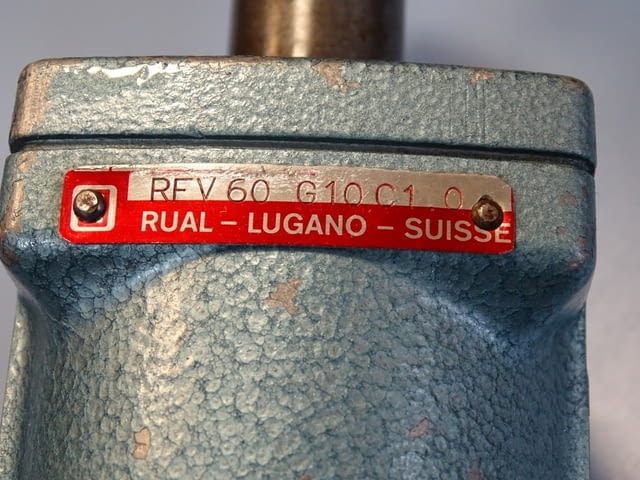 RFV 60 G10 C1 0
RUAL – LUGANO – SUISSE